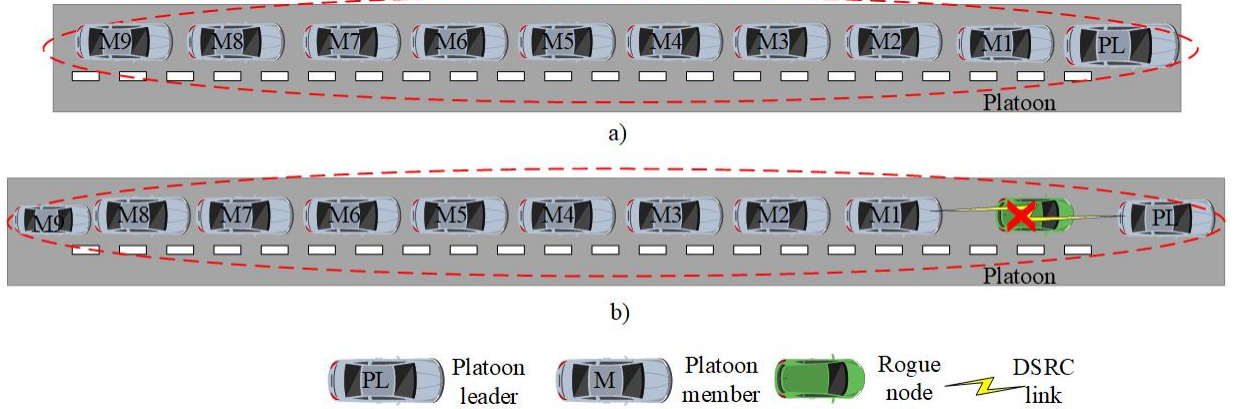 M9 M8 M7 M6 M5 M4 M3 M2 M1 PL
Platoon
a)
M9 M8 M7 M6 M5 M4 M3 M2 M1 PL
Platoon
b)
PL
Platoon
leader
M
Platoon
member
Rogue
node
DSRC
link